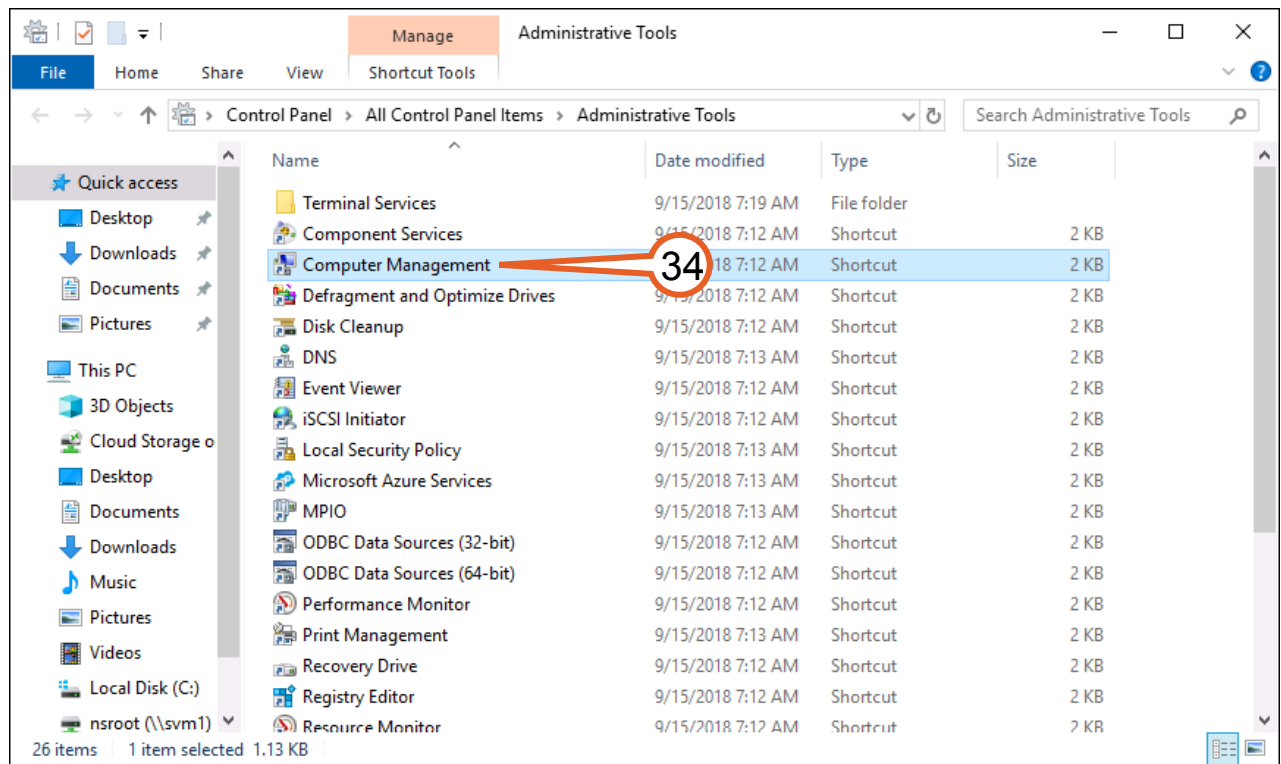 Manage
Administrative Tools
File
Home
Share
View
Shortcut Tools
Control Panel > All Control Panel Items > Administrative Tools
Search Administrative Tools
Name Date modified Type Size
Quick access
Desktop
Downloads
Documents
Pictures
This PC
3D Objects
Cloud Storage o
Desktop
Documents
Downloads
Music
Pictures
Videos
Local Disk (C:)
nsroot (\\svm1)
Terminal Services 9/15/2018 7:19 AM File folder
Component Services 9/15/2018 7:12 AM Shortcut 2 KB
Computer Management 34 18 7:12 AM Shortcut 2 KB
Defragment and Optimize Drives 9/15/2018 7:12 AM Shortcut 2 KB
Disk Cleanup 9/15/2018 7:12 AM Shortcut 2 KB
DNS 9/15/2018 7:13 AM Shortcut 2 KB
Event Viewer 9/15/2018 7:12 AM Shortcut 2 KB
iSCSI Initiator 9/15/2018 7:12 AM Shortcut 2 KB
Local Security Policy 9/15/2018 7:13 AM Shortcut 2 KB
Microsoft Azure Services 9/15/2018 7:13 AM Shortcut 2 KB
MPIO 9/15/2018 7:13 AM Shortcut 2 KB
ODBC Data Sources (32-bit) 9/15/2018 7:12 AM Shortcut 2 KB
ODBC Data Sources (64-bit) 9/15/2018 7:12 AM Shortcut 2 KB
Performance Monitor 9/15/2018 7:12 AM Shortcut 2 KB
Print Management 9/15/2018 7:13 AM Shortcut 2 KB
Recovery Drive 9/15/2018 7:12 AM Shortcut 2 KB
Registry Editor 9/15/2018 7:12 AM Shortcut 2 KB
Resource Monitor 9/15/2018 7:12 AM Shortcut 2 KB
26 items 1 item selected 1.13 KB